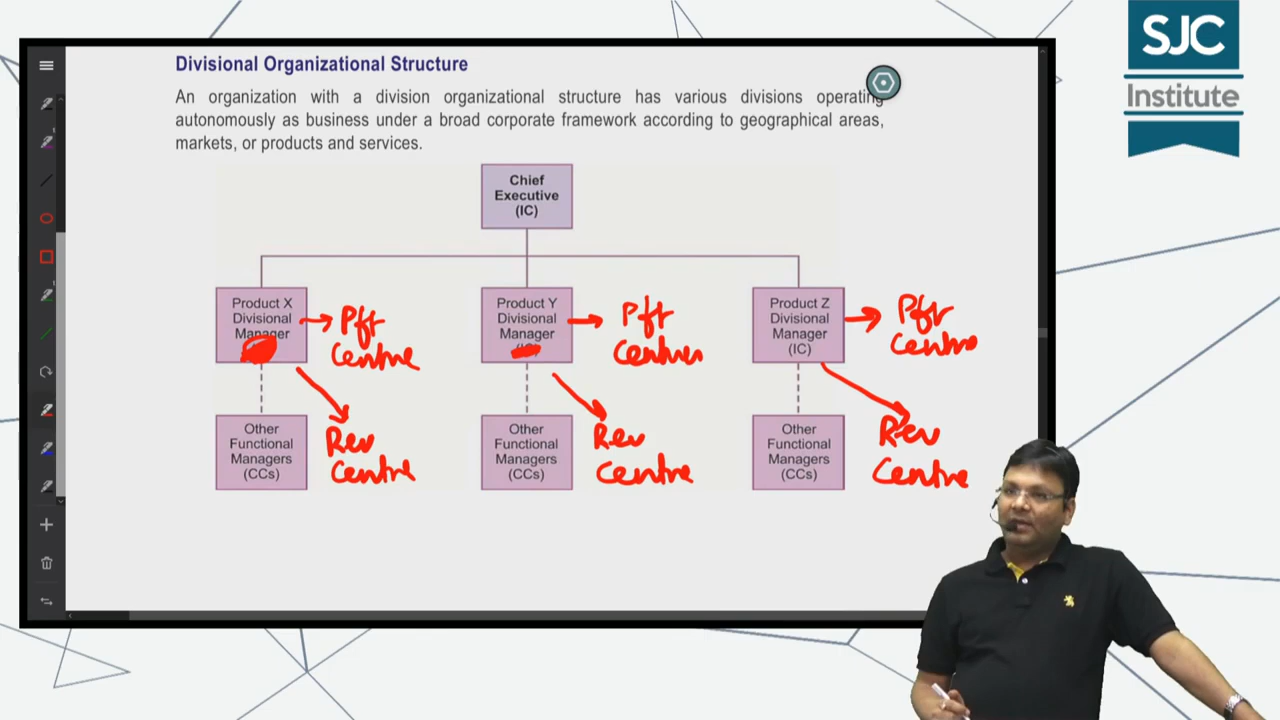 Divisional Organizational Structure
An organization with a division organizational structure has various divisions operating
autonomously as business under a broad corporate framework according to geographical areas,
markets, or products and services.
Chief
Executive
(IC)
Product X
Divisional
Manager
Pft
Centre
Product Y
Divisional
Manager
Pft
Centres
Product Z
Divisional
Manager
(IC)
Pft
Centre
Other
Functional
Managers
(CCs)
Rev
Centre
Other
Functional
Managers
(CCs)
Rev
Centre
Other
Functional
Managers
(CCs)
Rev
Centre
SJC
Institute